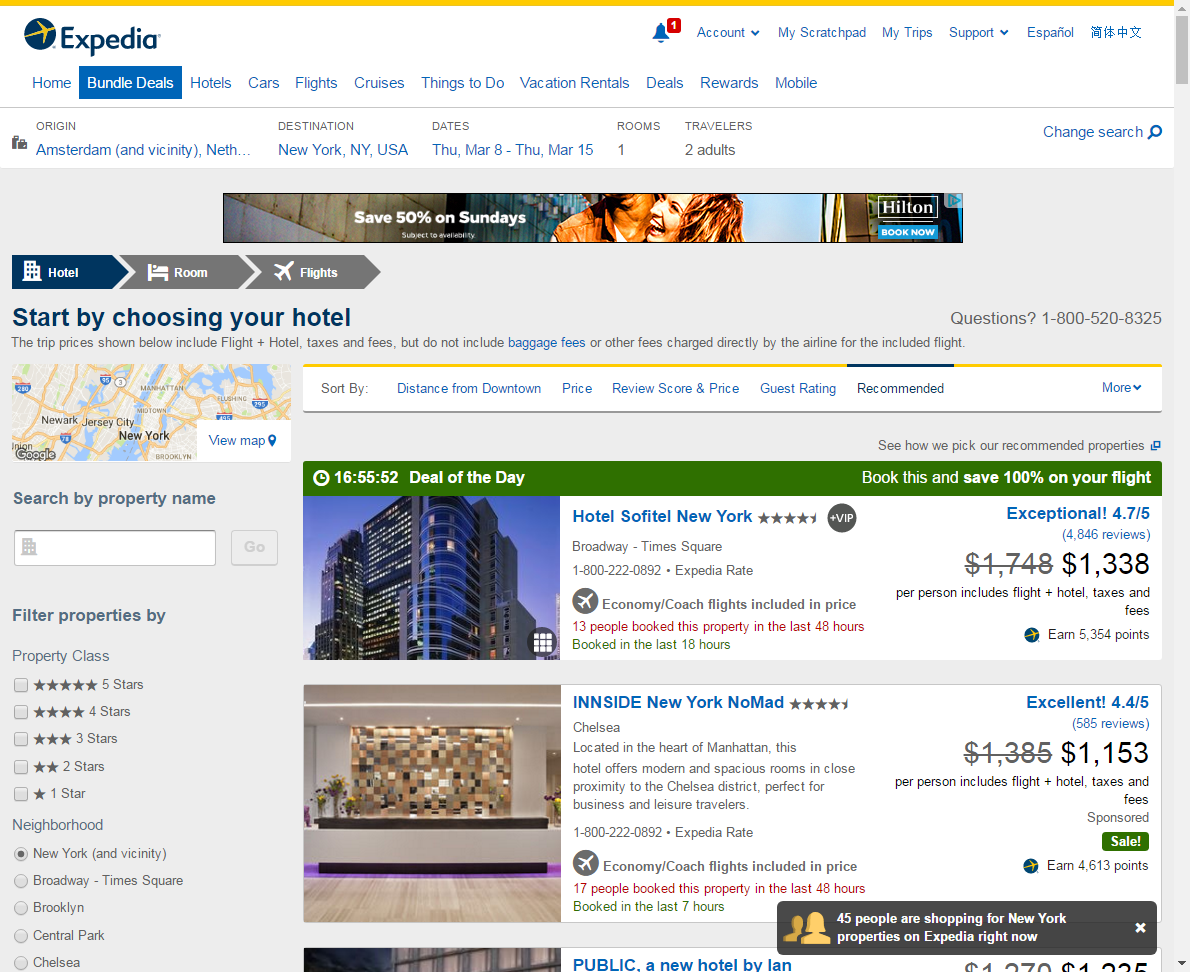 Expedia
1
Account
My Scratchpad
My Trips
Support
Español
简体中文
Home
Bundle Deals
Hotels
Cars
Flights
Cruises
Things to Do
Vacation Rentals
Deals
Rewards
Mobile
ORIGIN
Amsterdam (and vicinity), Neth...
DESTINATION
New York, NY, USA
DATES
Thu, Mar 8 - Thu, Mar 15
ROOMS
1
TRAVELERS
2 adults
Change search
Save 50% on Sundays
Subject to availability.
Hilton
BOOK NOW
Hotel
Room
Flights
Start by choosing your hotel
Questions? 1-800-520-8325
The trip prices shown below include Flight + Hotel, taxes and fees, but do not include baggage fees or other fees charged directly by the airline for the included flight.
280
95
3
MANHATTAN
FLUSHING
295
MIDTOWN
495
Newark
Jersey City
New York
78
Union
BROOKLYN
Google
View map
Sort By:
Distance from Downtown
Price
Review Score & Price
Guest Rating
Recommended
More
See how we pick our recommended properties
Search by property name
Go
Filter properties by
Property Class
5 Stars
4 Stars
3 Stars
2 Stars
1 Star
Neighborhood
New York (and vicinity)
Broadway - Times Square
Brooklyn
Central Park
Chelsea
16:55:52 Deal of the Day
Book this and save 100% on your flight
Hotel Sofitel New York
+VIP
Broadway - Times Square
1-800-222-0892 • Expedia Rate
Economy/Coach flights included in price
13 people booked this property in the last 48 hours
Booked in the last 18 hours
Exceptional! 4.7/5
(4,846 reviews)
$1,748 $1,338
per person includes flight + hotel, taxes and
fees
Earn 5,354 points
INNSIDE New York NoMad
Chelsea
Located in the heart of Manhattan, this
hotel offers modern and spacious rooms in close
proximity to the Chelsea district, perfect for
business and leisure travelers.
1-800-222-0892 • Expedia Rate
Economy/Coach flights included in price
17 people booked this property in the last 48 hours
Booked in the last 7 hours
Excellent! 4.4/5
(585 reviews)
$1,385 $1,153
per person includes flight + hotel, taxes and
fees
Sponsored
Sale!
Earn 4,613 points
45 people are shopping for New York
properties on Expedia right now
PUBLIC, a new hotel by Ian
$1,270 $1,235